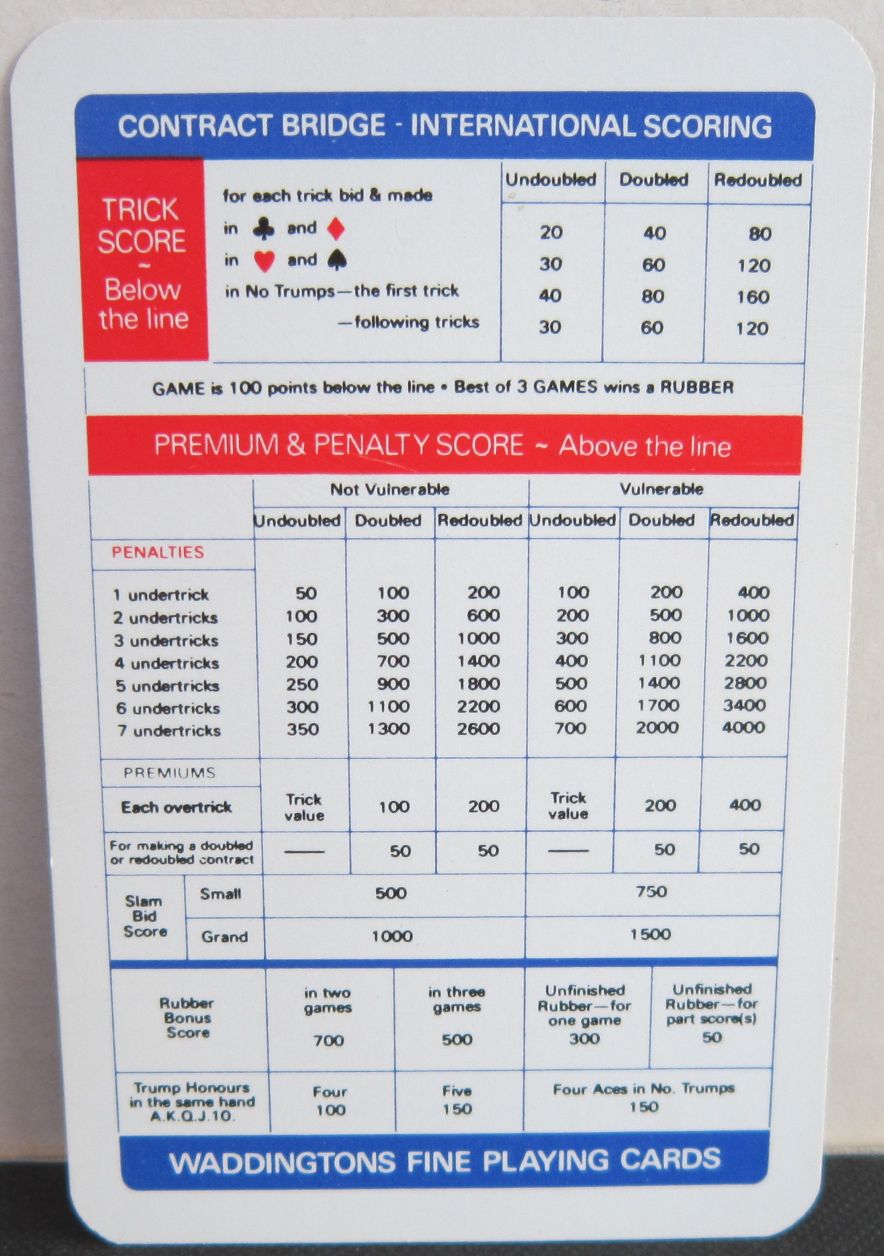 CONTRACT BRIDGE - INTERNATIONAL SCORING
TRICK
SCORE
~
Below
the line
for each trick bid & made
Undoubled Doubled Redoubled
in ♣ and ♦ 20 40 80
in ♥ and ♠ 30 60 120
in No Trumps—the first trick 40 80 160
—following tricks 30 60 120
GAME is 100 points below the line • Best of 3 GAMES wins a RUBBER
PREMIUM & PENALTY SCORE ~ Above the line
Not Vulnerable Vulnerable
Undoubled Doubled Redoubled Undoubled Doubled Redoubled
PENALTIES
1 undertrick 50 100 200 100 200 400
2 undertricks 100 300 600 200 500 1000
3 undertricks 150 500 1000 300 800 1600
4 undertricks 200 700 1400 400 1100 2200
5 undertricks 250 900 1800 500 1400 2800
6 undertricks 300 1100 2200 600 1700 3400
7 undertricks 350 1300 2600 700 2000 4000
PREMIUMS
Each overtrick
Trick
value
100 200
Trick
value
200 400
For making a doubled
or redoubled contract
— 50 50 — 50 50
Slam
Bid
Score
Small 500 750
Grand 1000 1500
Rubber
Bonus
Score
in two
games
700
in three
games
500
Unfinished
Rubber—for
one game
300
Unfinished
Rubber—for
part score(s)
50
Trump Honours
in the same hand
A.K.Q.J.10.
Four
100
Five
150
Four Aces in No. Trumps
150
WADDINGTONS FINE PLAYING CARDS